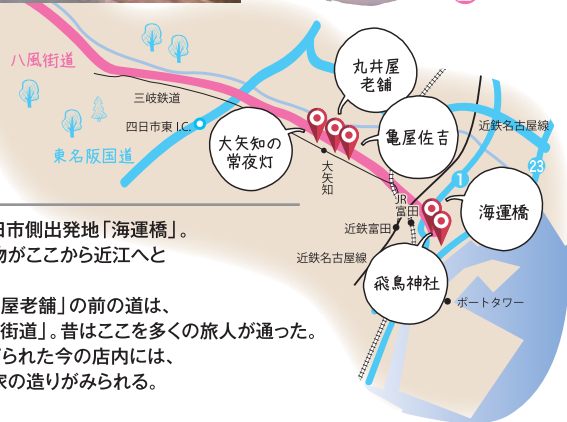 八風街道
三岐鉄道
四日市東 I.C.
東名阪国道
大矢知の
常夜灯
丸井屋
老舗
亀屋佐吉
大矢知
近鉄名古屋線
1
23
JR
富田
海運橋
近鉄富田
近鉄名古屋線
飛鳥神社
ポートタワー
日市側出発地「海運橋」。
物がここから近江へと
屋老舗」の前の道は、
街道」。昔はここを多くの旅人が通った。
られた今の店内には、
家の造りがみられる。